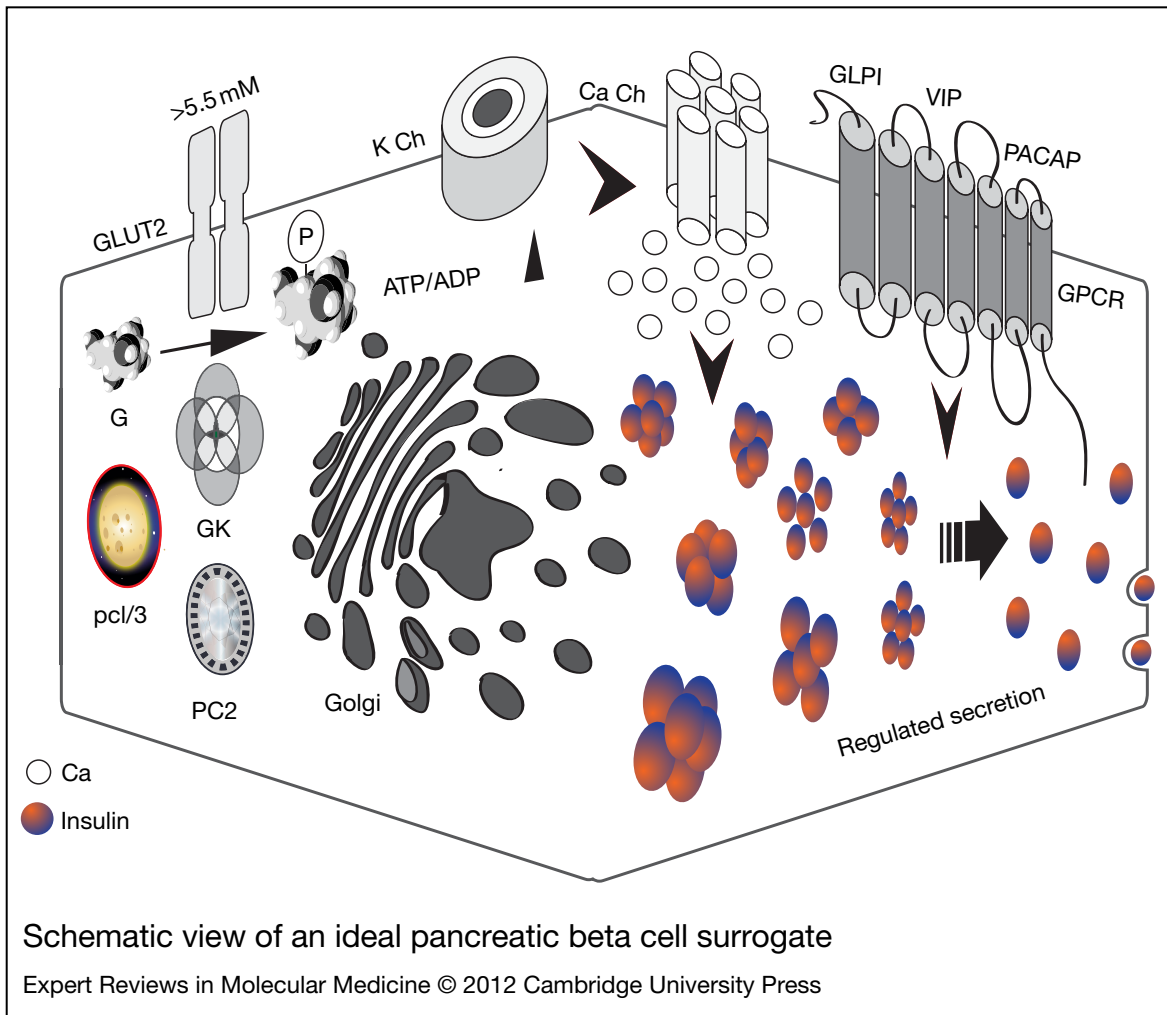 >5.5 mM
GLUT2
K Ch
Ca Ch
GLPI
VIP
PACAP
GPCR
P
ATP/ADP
G
GK
pcl/3
PC2
Golgi
Regulated secretion
Ca
Insulin
Schematic view of an ideal pancreatic beta cell surrogate
Expert Reviews in Molecular Medicine © 2012 Cambridge University Press